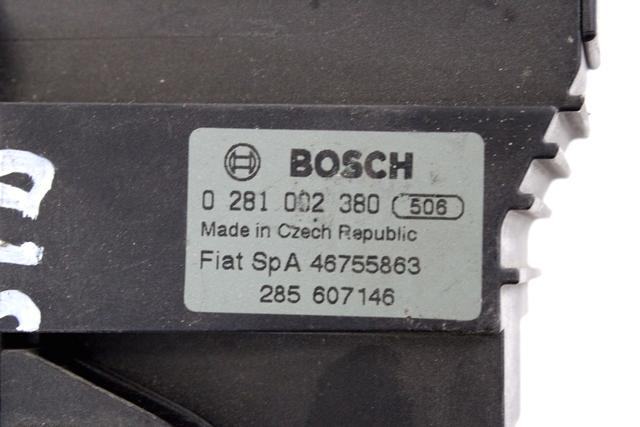 BOSCH
0 281 002 380 506
Made in Czech Republic
Fiat SpA 46755863
285 607146